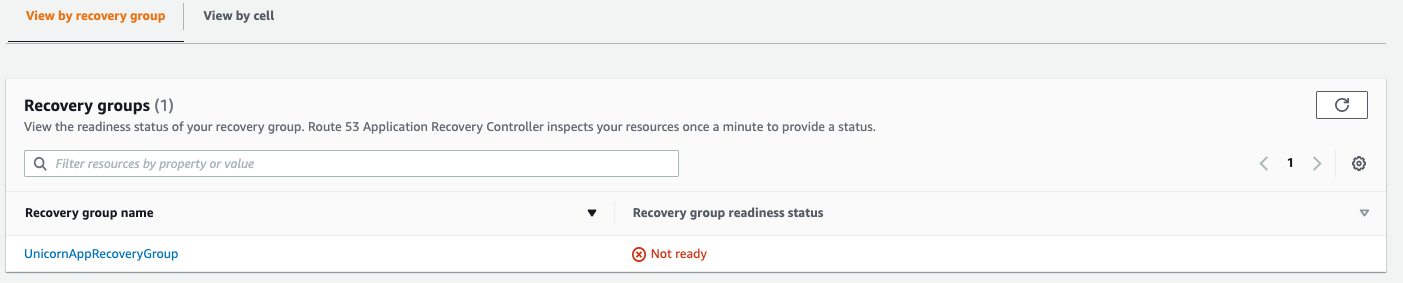 View by recovery group View by cell
Recovery groups (1)
View the readiness status of your recovery group. Route 53 Application Recovery Controller inspects your resources once a minute to provide a status.
Filter resources by property or value 1
Recovery group name Recovery group readiness status
UnicornAppRecoveryGroup Not ready